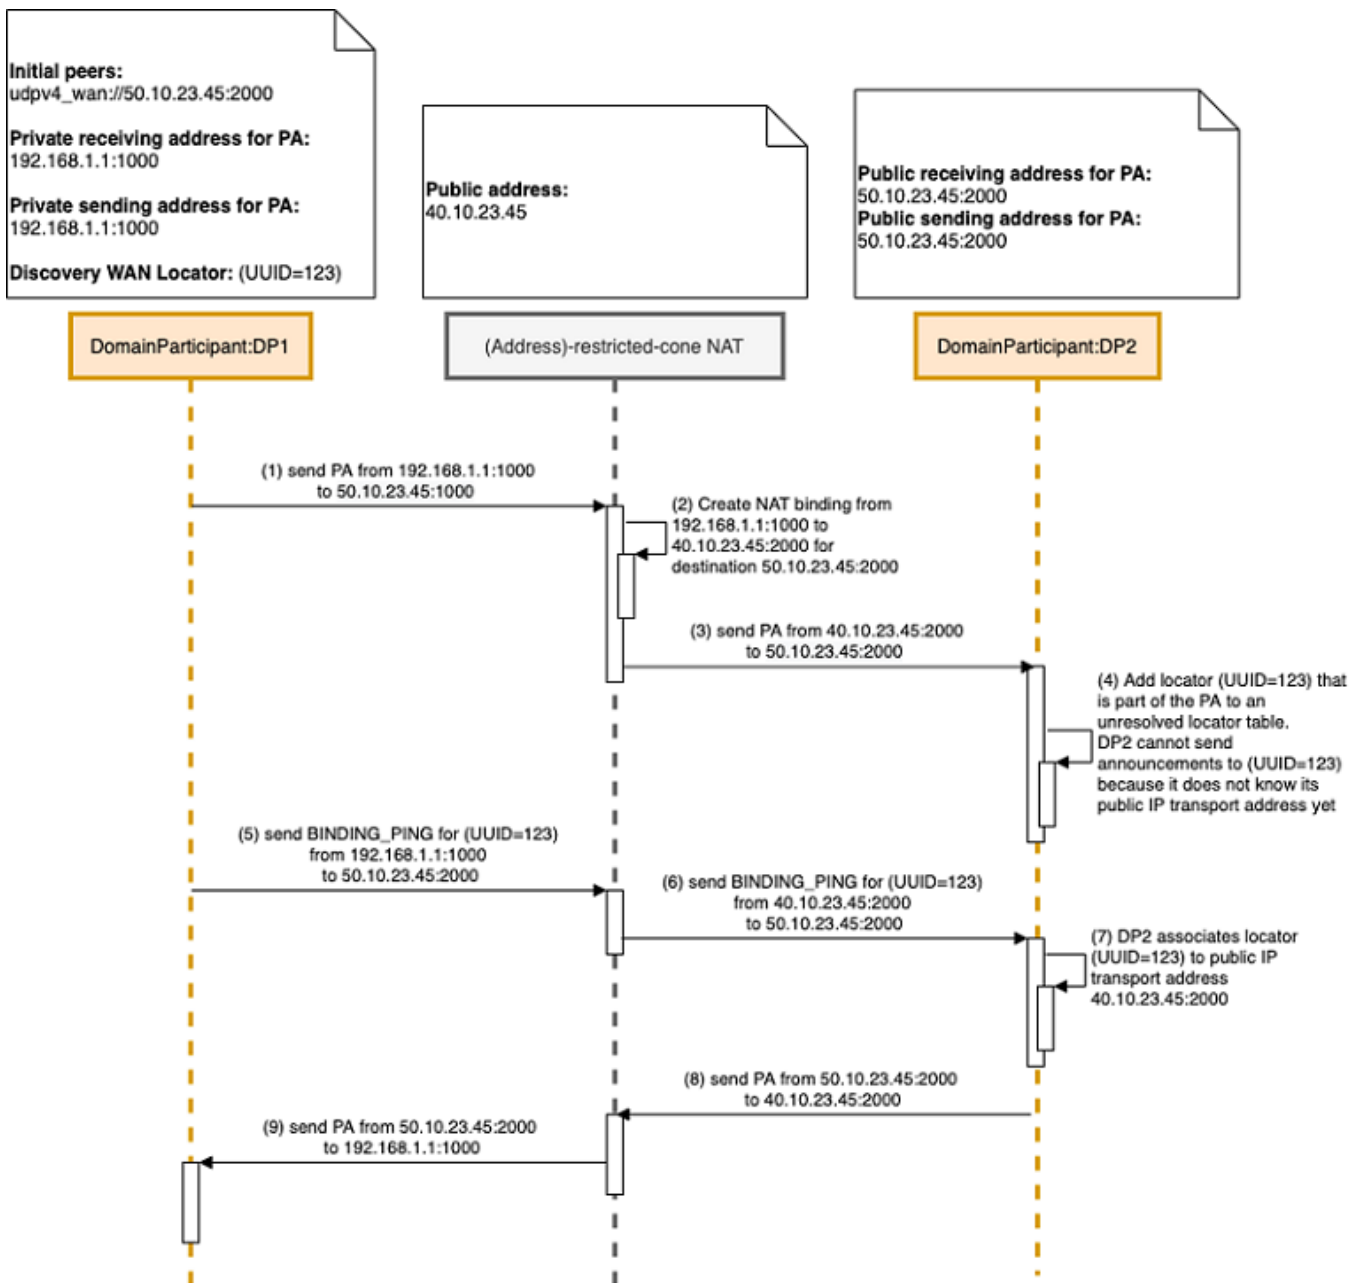 Initial peers:
udpv4_wan://50.10.23.45:2000
Private receiving address for PA:
192.168.1.1:1000
Private sending address for PA:
192.168.1.1:1000
Discovery WAN Locator: (UUID=123)
Public address:
40.10.23.45
Public receiving address for PA:
50.10.23.45:2000
Public sending address for PA:
50.10.23.45:2000
DomainParticipant:DP1
(Address)-restricted-cone NAT
DomainParticipant:DP2
(1) send PA from 192.168.1.1:1000
to 50.10.23.45:1000
(2) Create NAT binding from
192.168.1.1:1000 to
40.10.23.45:2000 for
destination 50.10.23.45:2000
(3) send PA from 40.10.23.45:2000
to 50.10.23.45:2000
(4) Add locator (UUID=123) that
is part of the PA to an
unresolved locator table.
DP2 cannot send
announcements to (UUID=123)
because it does not know its
public IP transport address yet
(5) send BINDING_PING for (UUID=123)
from 192.168.1.1:1000
to 50.10.23.45:2000
(6) send BINDING_PING for (UUID=123)
from 40.10.23.45:2000
to 50.10.23.45:2000
(7) DP2 associates locator
(UUID=123) to public IP
transport address
40.10.23.45:2000
(8) send PA from 50.10.23.45:2000
to 40.10.23.45:2000
(9) send PA from 50.10.23.45:2000
to 192.168.1.1:1000